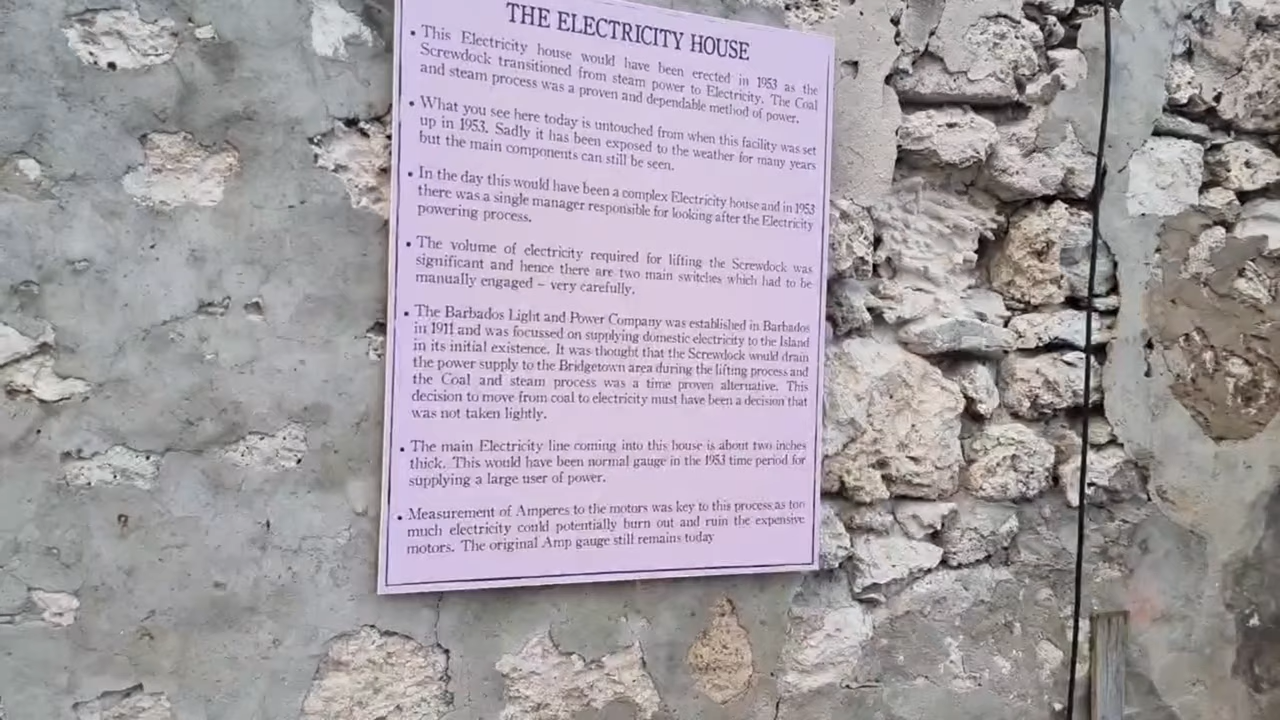 THE ELECTRICITY HOUSE
• This Electricity house would have been erected in 1953 as the
Screwdock transitioned from steam power to Electricity. The Coal
and steam process was a proven and dependable method of power.
• What you see here today is untouched from when this facility was set
up in 1953. Sadly it has been exposed to the weather for many years
but the main components can still be seen.
• In the day this would have been a complex Electricity house and in 1953
there was a single manager responsible for looking after the Electricity
powering process.
• The volume of electricity required for lifting the Screwdock was
significant and hence there are two main switches which had to be
manually engaged – very carefully.
• The Barbados Light and Power Company was established in Barbados
in 1911 and was focussed on supplying domestic electricity to the Island
in its initial existence. It was thought that the Screwdock would drain
the power supply to the Bridgetown area during the lifting process and
the Coal and steam process was a time proven alternative. This
decision to move from coal to electricity must have been a decision that
was not taken lightly.
• The main Electricity line coming into this house is about two inches
thick. This would have been normal gauge in the 1953 time period for
supplying a large user of power.
• Measurement of Amperes to the motors was key to this process as too
much electricity could potentially burn out and ruin the expensive
motors. The original Amp gauge still remains today